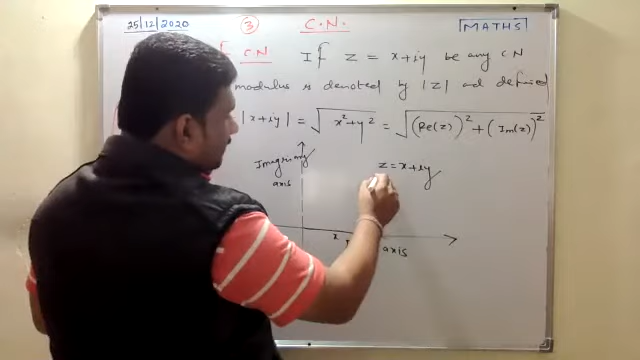 25/12/2020 3 C.N. MATHS
CN If z = x+iy be any CN
modulus is denoted by |z| ad defined
|x+iy| = √x²+y² = √(Re(z))²+(Im(z))²
Imaginary z=x+iy
axis
x axis